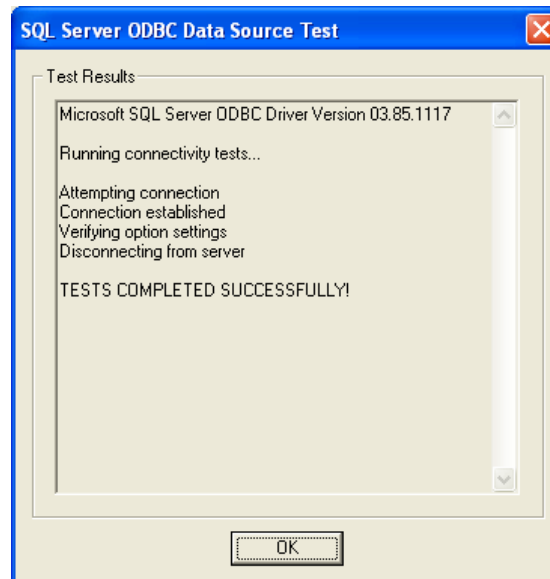 SQL Server ODBC Data Source Test
Test Results
Microsoft SQL Server ODBC Driver Version 03.85.1117
Running connectivity tests...
Attempting connection
Connection established
Verifying option settings
Disconnecting from server
TESTS COMPLETED SUCCESSFULLY!
OK